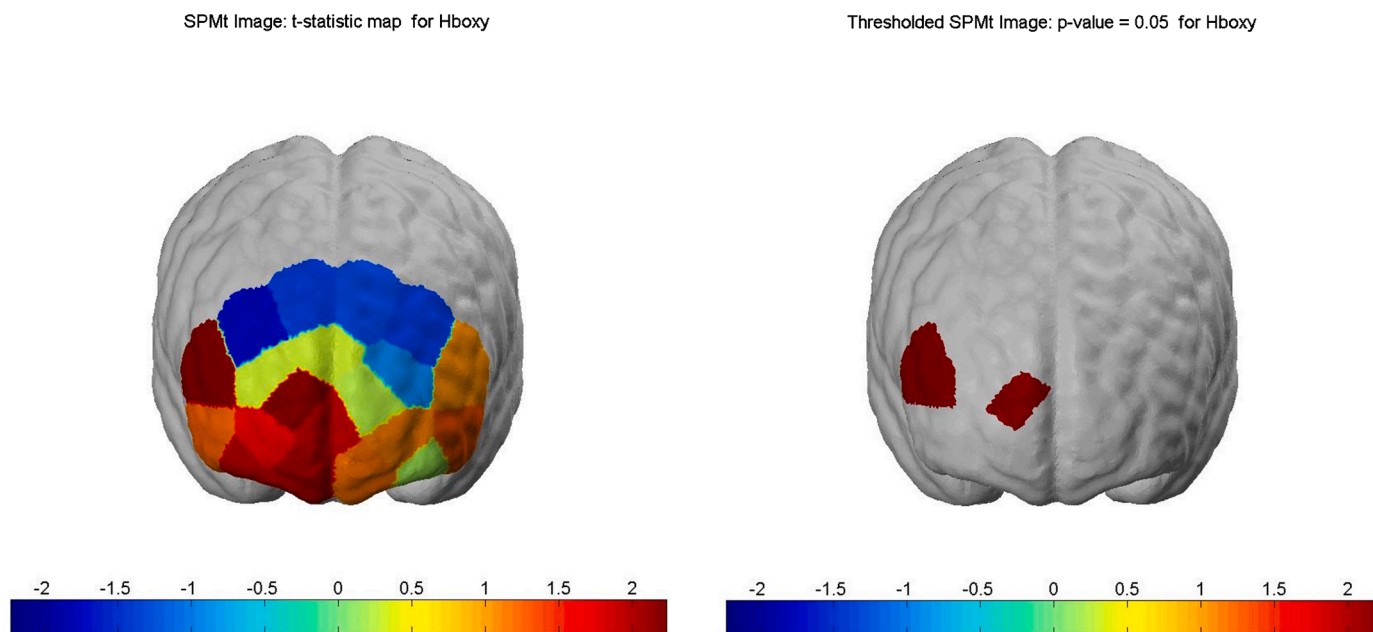 SPMt Image: t-statistic map  for Hboxy
Thresholded SPMt Image: p-value = 0.05  for Hboxy
-2 -1.5 -1 -0.5 0 0.5 1 1.5 2
-2 -1.5 -1 -0.5 0 0.5 1 1.5 2